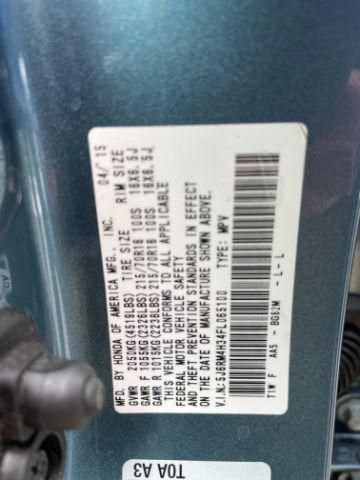 MFD. BY HONDA OF AMERICA MFG., INC. 04/15
GVWR 2050KG(4519LBS) TIRE SIZE RIM SIZE
GAWR F 1055KG(2326LBS) 215/70R16 100S 16X6.5J
GAWR R 1015KG(2238LBS) 215/70R16 100S 16X6.5J
THIS VEHICLE CONFORMS TO ALL APPLICABLE
FEDERAL MOTOR VEHICLE SAFETY
AND THEFT PREVENTION STANDARDS IN EFFECT
ON THE DATE OF MANUFACTURE SHOWN ABOVE.
V.I.N: 5J6RM4H34FL065100 TYPE: MPV
T1W F AA5 - BG62M - L - L
T0A A3